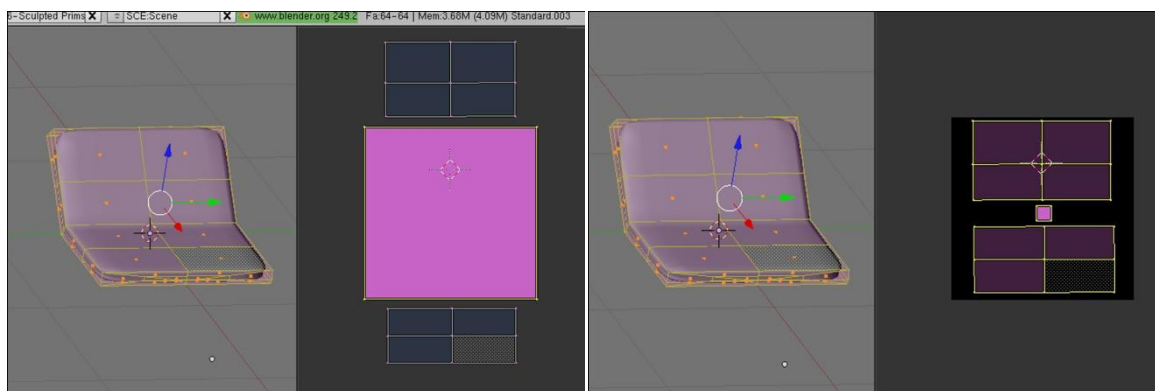 6-Sculpted Prims X SCE:Scene X www.blender.org 249.2 Fa:64-64 | Mem:3.68M (4.09M) Standard.003